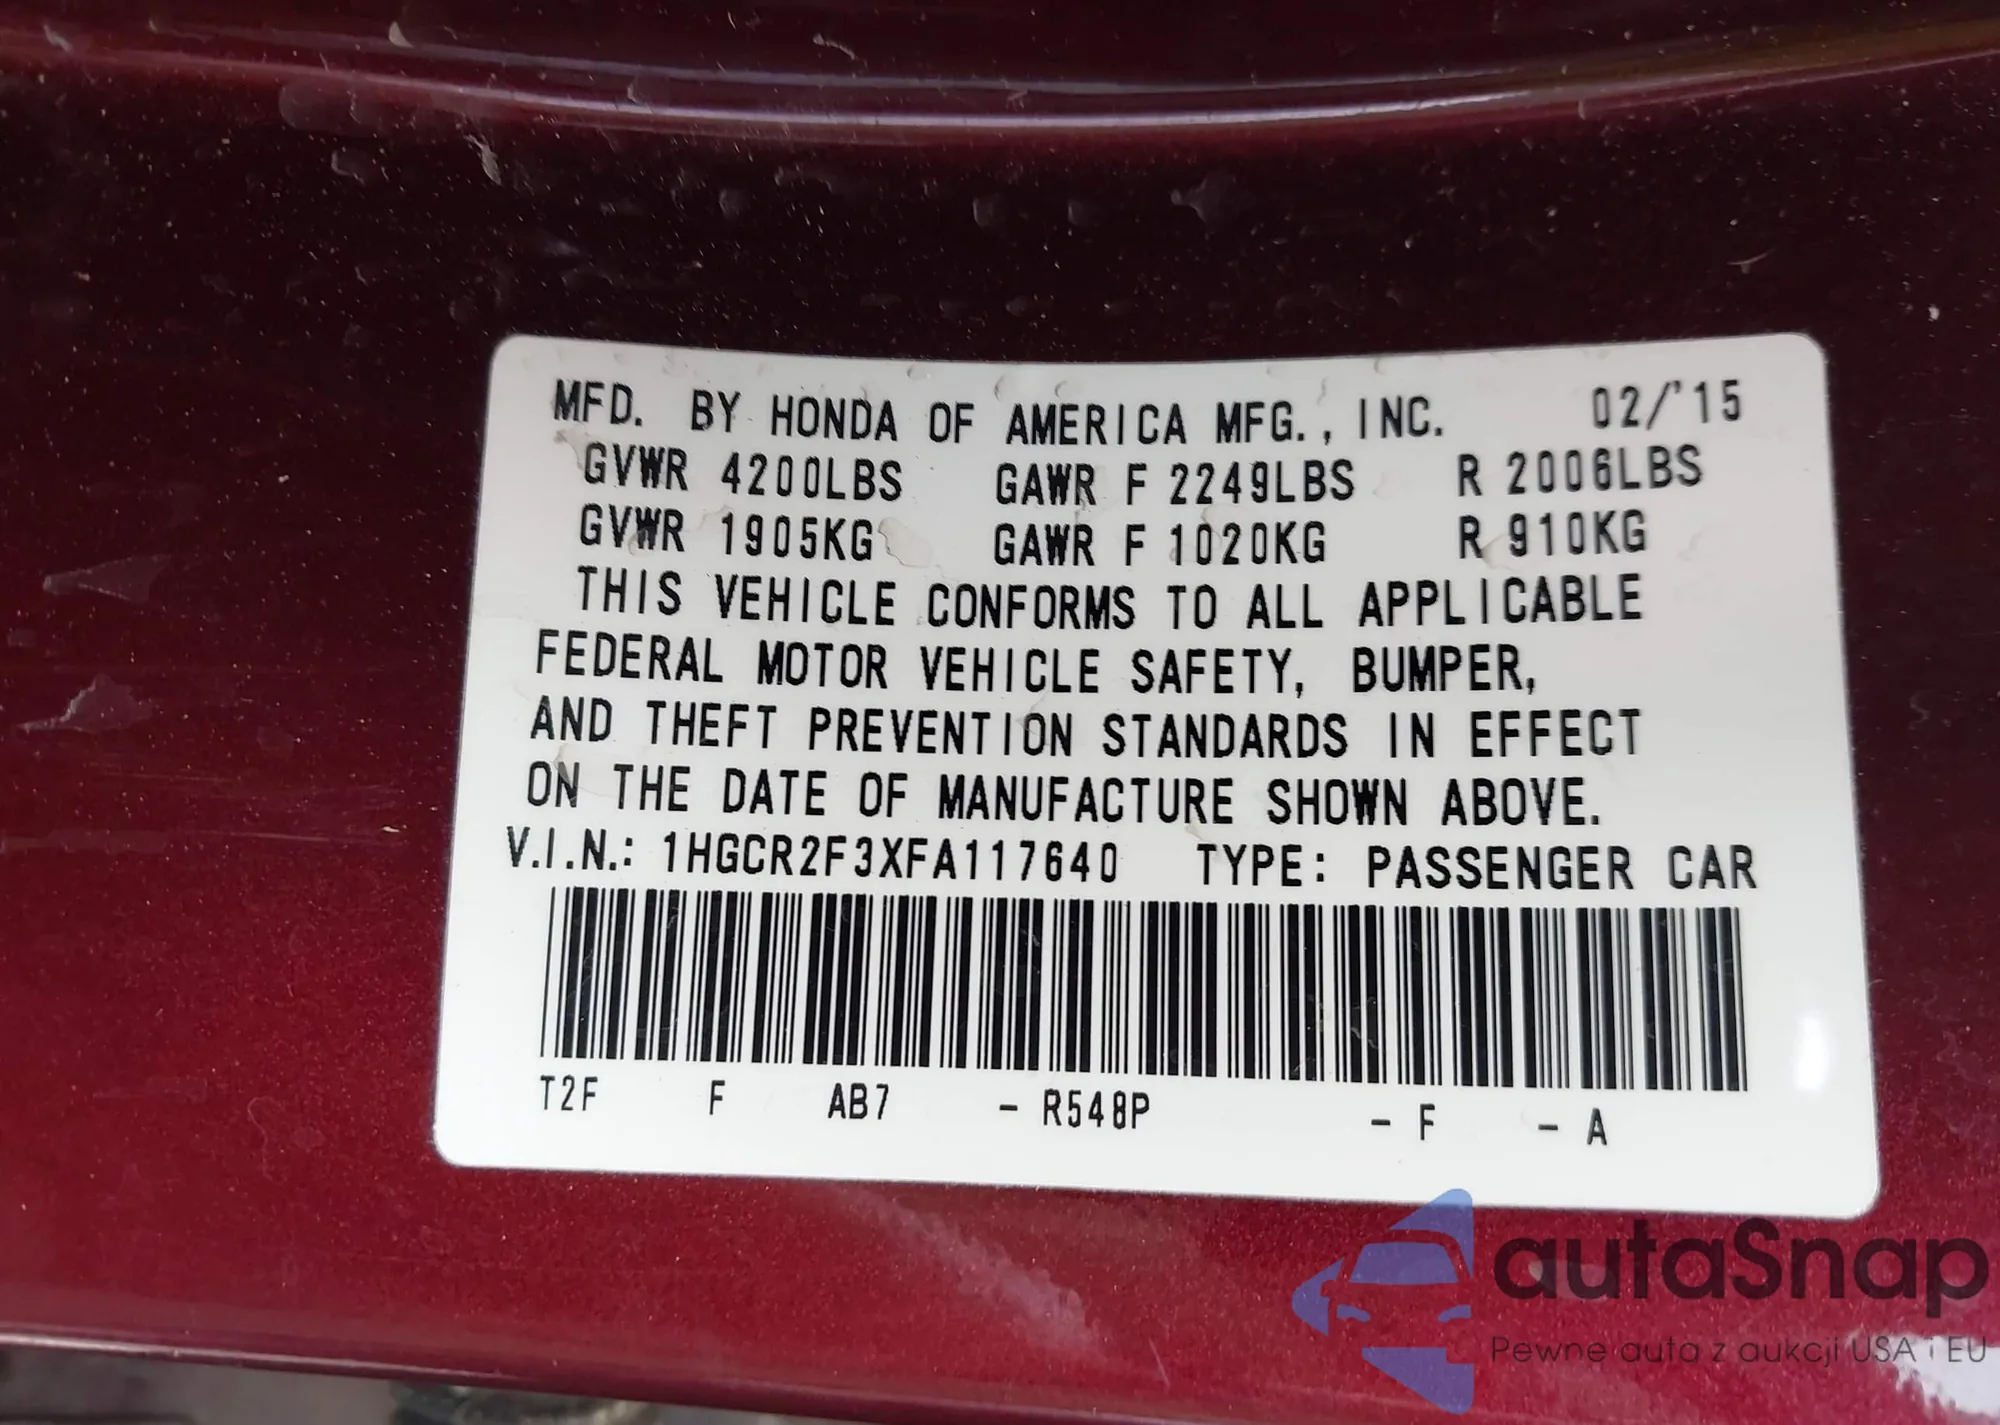 MFD. BY HONDA OF AMERICA MFG., INC. 02/'15
GVWR 4200LBS GAWR F 2249LBS R 2006LBS
GVWR 1905KG GAWR F 1020KG R 910KG
THIS VEHICLE CONFORMS TO ALL APPLICABLE
FEDERAL MOTOR VEHICLE SAFETY, BUMPER,
AND THEFT PREVENTION STANDARDS IN EFFECT
ON THE DATE OF MANUFACTURE SHOWN ABOVE.
V.I.N.: 1HGCR2F3XFA117640 TYPE: PASSENGER CAR
T2F F AB7 - R548P - F - A
autaSnap
Pewne auta z aukcji USA i EU